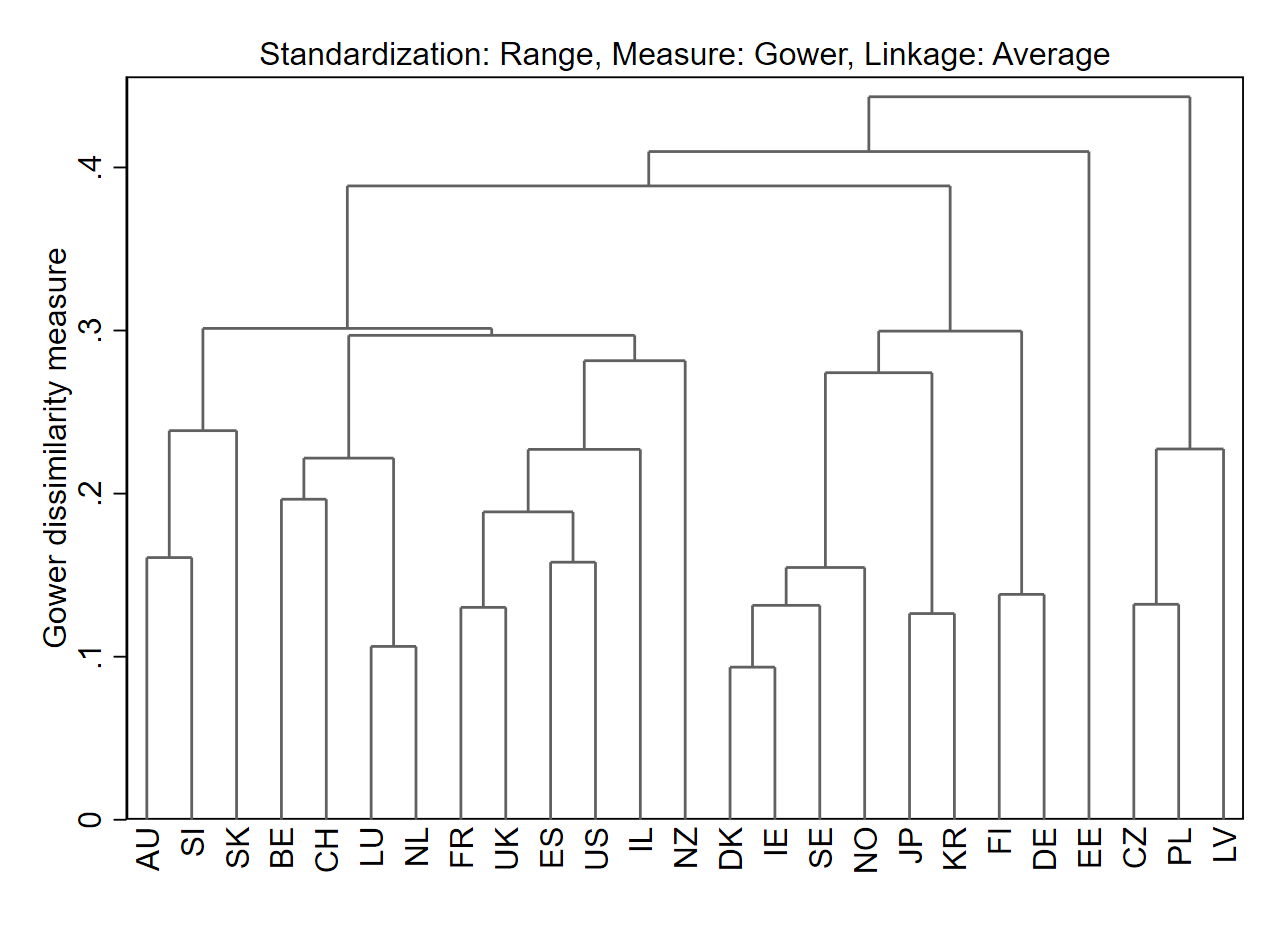 Standardization: Range, Measure: Gower, Linkage: Average
Gower dissimilarity measure
.4
.3
.2
.1
0
AU SI SK BE CH LU NL FR UK ES US IL NZ DK IE SE NO JP KR FI DE EE CZ PL LV